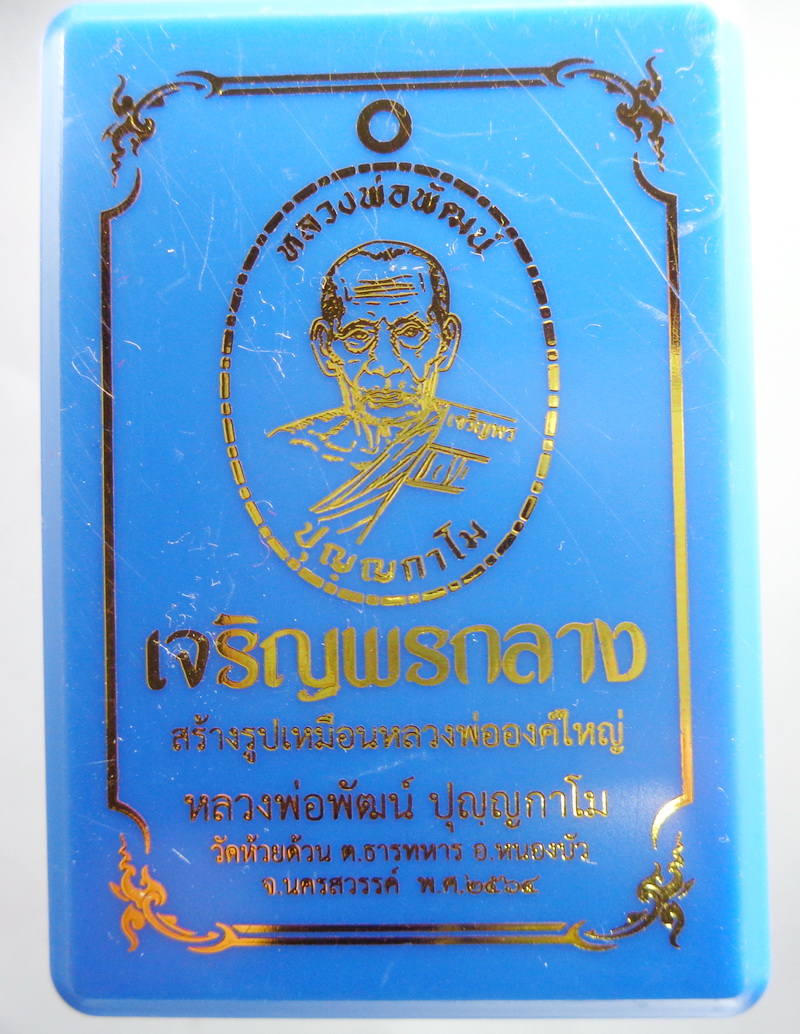 หลวงพ่อพัฒน์
เจริญพร
ปุญฺญกาโม
เจริญพรกลาง
สร้างรูปเหมือนหลวงพ่อองค์ใหญ่
หลวงพ่อพัฒน์ ปุญฺญกาโม
วัดห้วยด้วน ต.ธารทหาร อ.หนองบัว
จ.นครสวรรค์ พ.ศ.๒๕๖๔